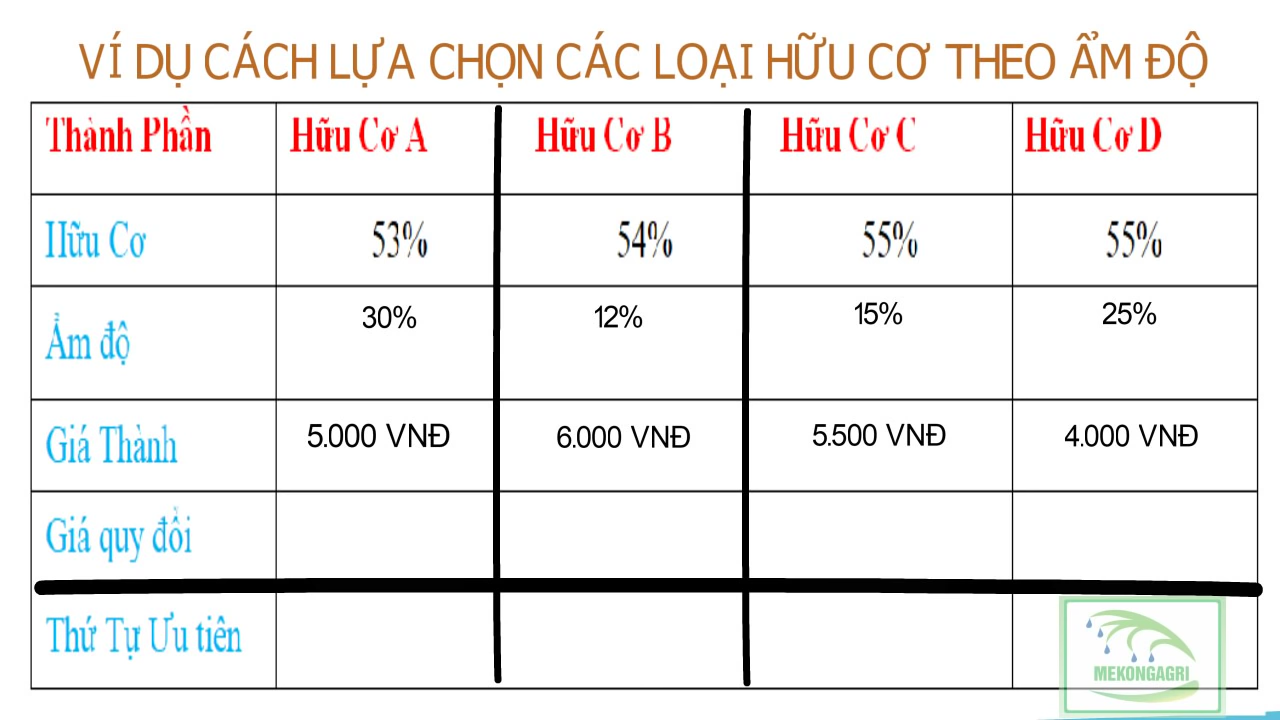 VÍ DỤ CÁCH LỰA CHỌN CÁC LOẠI HỮU CƠ THEO ẨM ĐỘ
Thành Phần Hữu Cơ A Hữu Cơ B Hữu Cơ C Hữu Cơ D
Hữu Cơ 53% 54% 55% 55%
Ẩm độ 30% 12% 15% 25%
Giá Thành 5.000 VNĐ 6.000 VNĐ 5.500 VNĐ 4.000 VNĐ
Giá quy đổi
Thứ Tự Ưu tiên
MEKONGAGRI